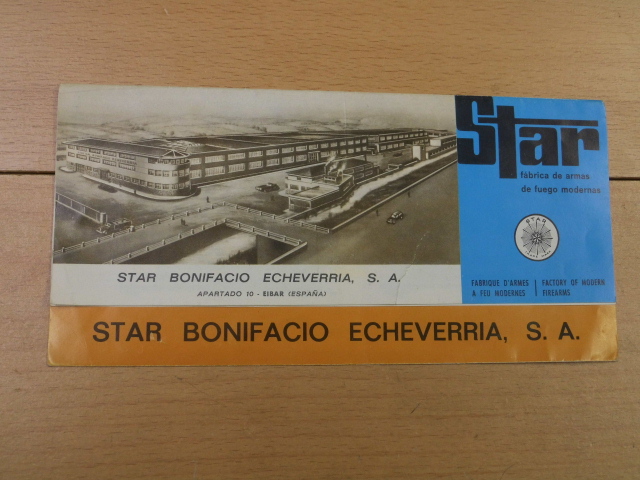 Star
fábrica de armas
de fuego modernas
STAR
FABRIQUE D'ARMES
A FEU MODERNES
FACTORY OF MODERN
FIREARMS
STAR BONIFACIO ECHEVERRIA, S. A.
APARTADO 10 - EIBAR (ESPAÑA)
STAR BONIFACIO ECHEVERRIA, S. A.